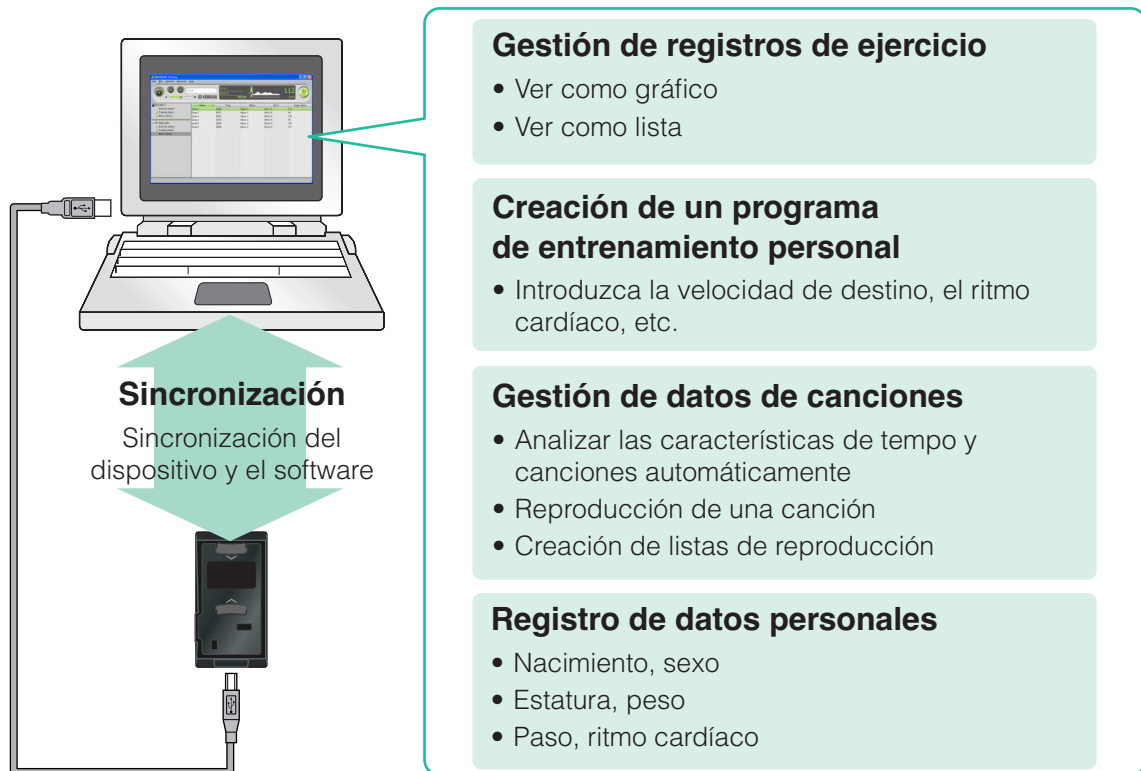 Gestión de registros de ejercicio
• Ver como gráfico
• Ver como lista
Creación de un programa
de entrenamiento personal
• Introduzca la velocidad de destino, el ritmo
cardíaco, etc.
Gestión de datos de canciones
• Analizar las características de tempo y
canciones automáticamente
• Reproducción de una canción
• Creación de listas de reproducción
Registro de datos personales
• Nacimiento, sexo
• Estatura, peso
• Paso, ritmo cardíaco
Sincronización
Sincronización del
dispositivo y el software
112